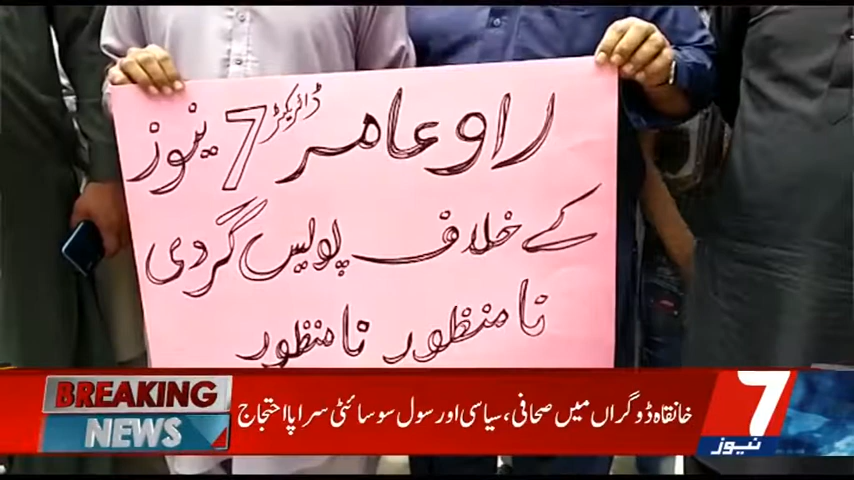 راو عامر ڈائریکٹر 7 نیوز
کے خلاف پولیس گردی
نامنظور نامنظور
BREAKING
NEWS
خانقاہ ڈوگراں میں صحافی، سیاسی اور سول سوسائٹی سراپا احتجاج
7
نیوز